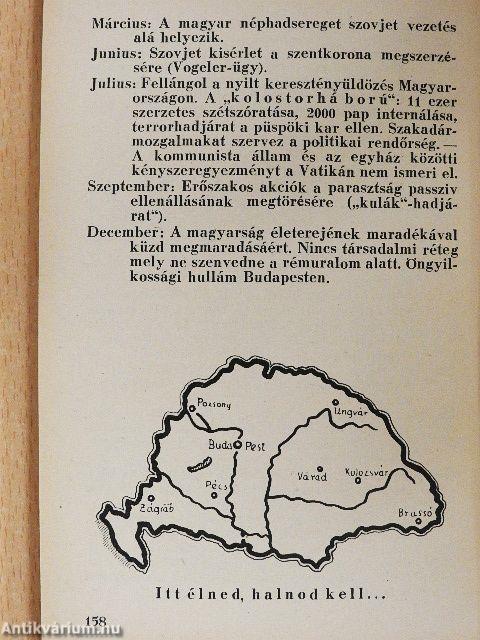 Március: A magyar néphadsereget szovjet vezetés
alá helyezik.
Junius: Szovjet kisérlet a szentkorona megszerzé-
sére (Vogeler-ügy).
Julius: Fellángol a nyilt keresztényüldözés Magyar-
országon. A „kolostorháború“: 11 ezer
szerzetes szétszóratása, 2000 pap internálása,
terrorhadjárat a püspöki kar ellen. Szakadár-
mozgalmakat szervez a politikai rendőrség. —
A kommunista állam és az egyház közötti
kényszeregyezményt a Vatikán nem ismeri el.
Szeptember: Erőszakos akciók a parasztság passziv
ellenállásának megtörésére („kulák“-hadjá-
rat“).
December: A magyarság életerejének maradékával
küzd megmaradásáért. Nincs társadalmi réteg
mely ne szenvedne a rémuralom alatt. Öngyil-
kossági hullám Budapesten.
Pozsony
Ungvár
Buda Pest
Várad
Kolozsvár
Pécs
Zágráb
Brassó
Itt élned, halnod kell...
158
Antikvárium.hu